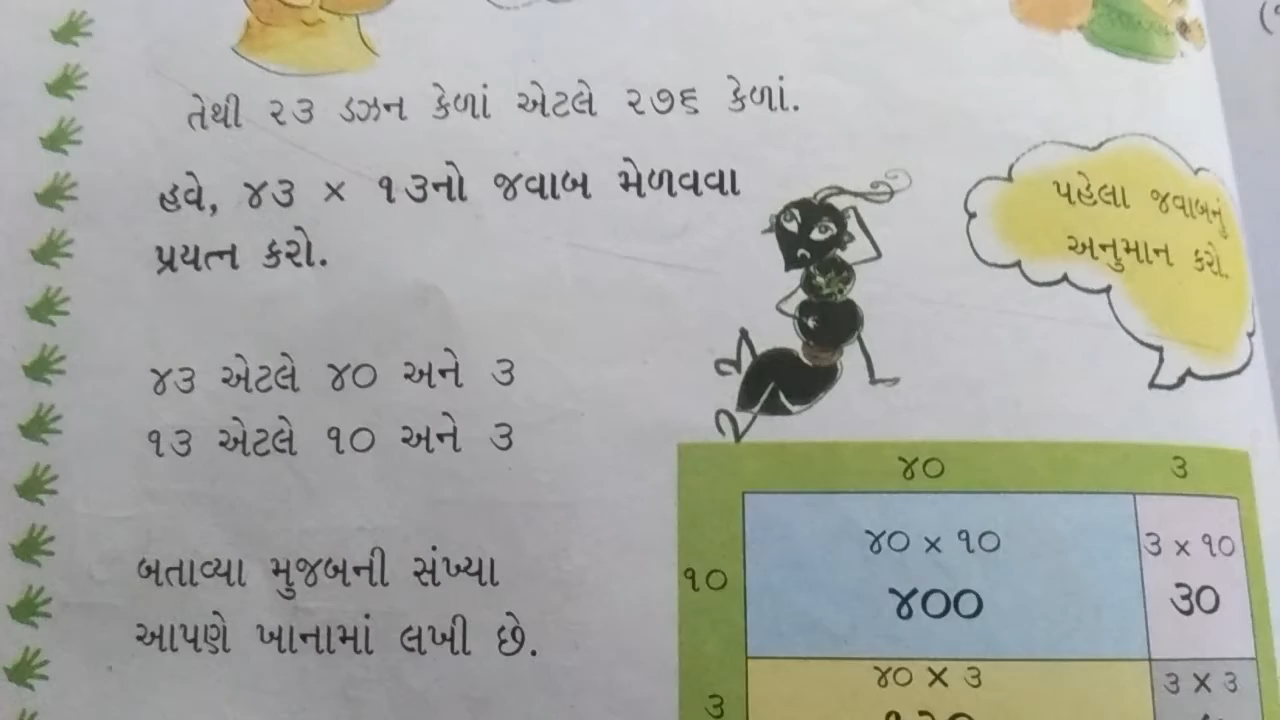 તેથી ૨૩ ડઝન કેળાં એટલે ૨૭૬ કેળાં.
હવે, ૪૩ × ૧૩નો જવાબ મેળવવા
પ્રયત્ન કરો.
પહેલા જવાબનું
અનુમાન કરો.
૪૩ એટલે ૪૦ અને ૩
૧૩ એટલે ૧૦ અને ૩
બતાવ્યા મુજબની સંખ્યા
આપણે ખાનામાં લખી છે.
૪૦ ૩
૪૦ × ૧૦ ૩ × ૧૦
૧૦ ૪૦૦ ૩૦
૪૦ × ૩ ૩ × ૩
૩